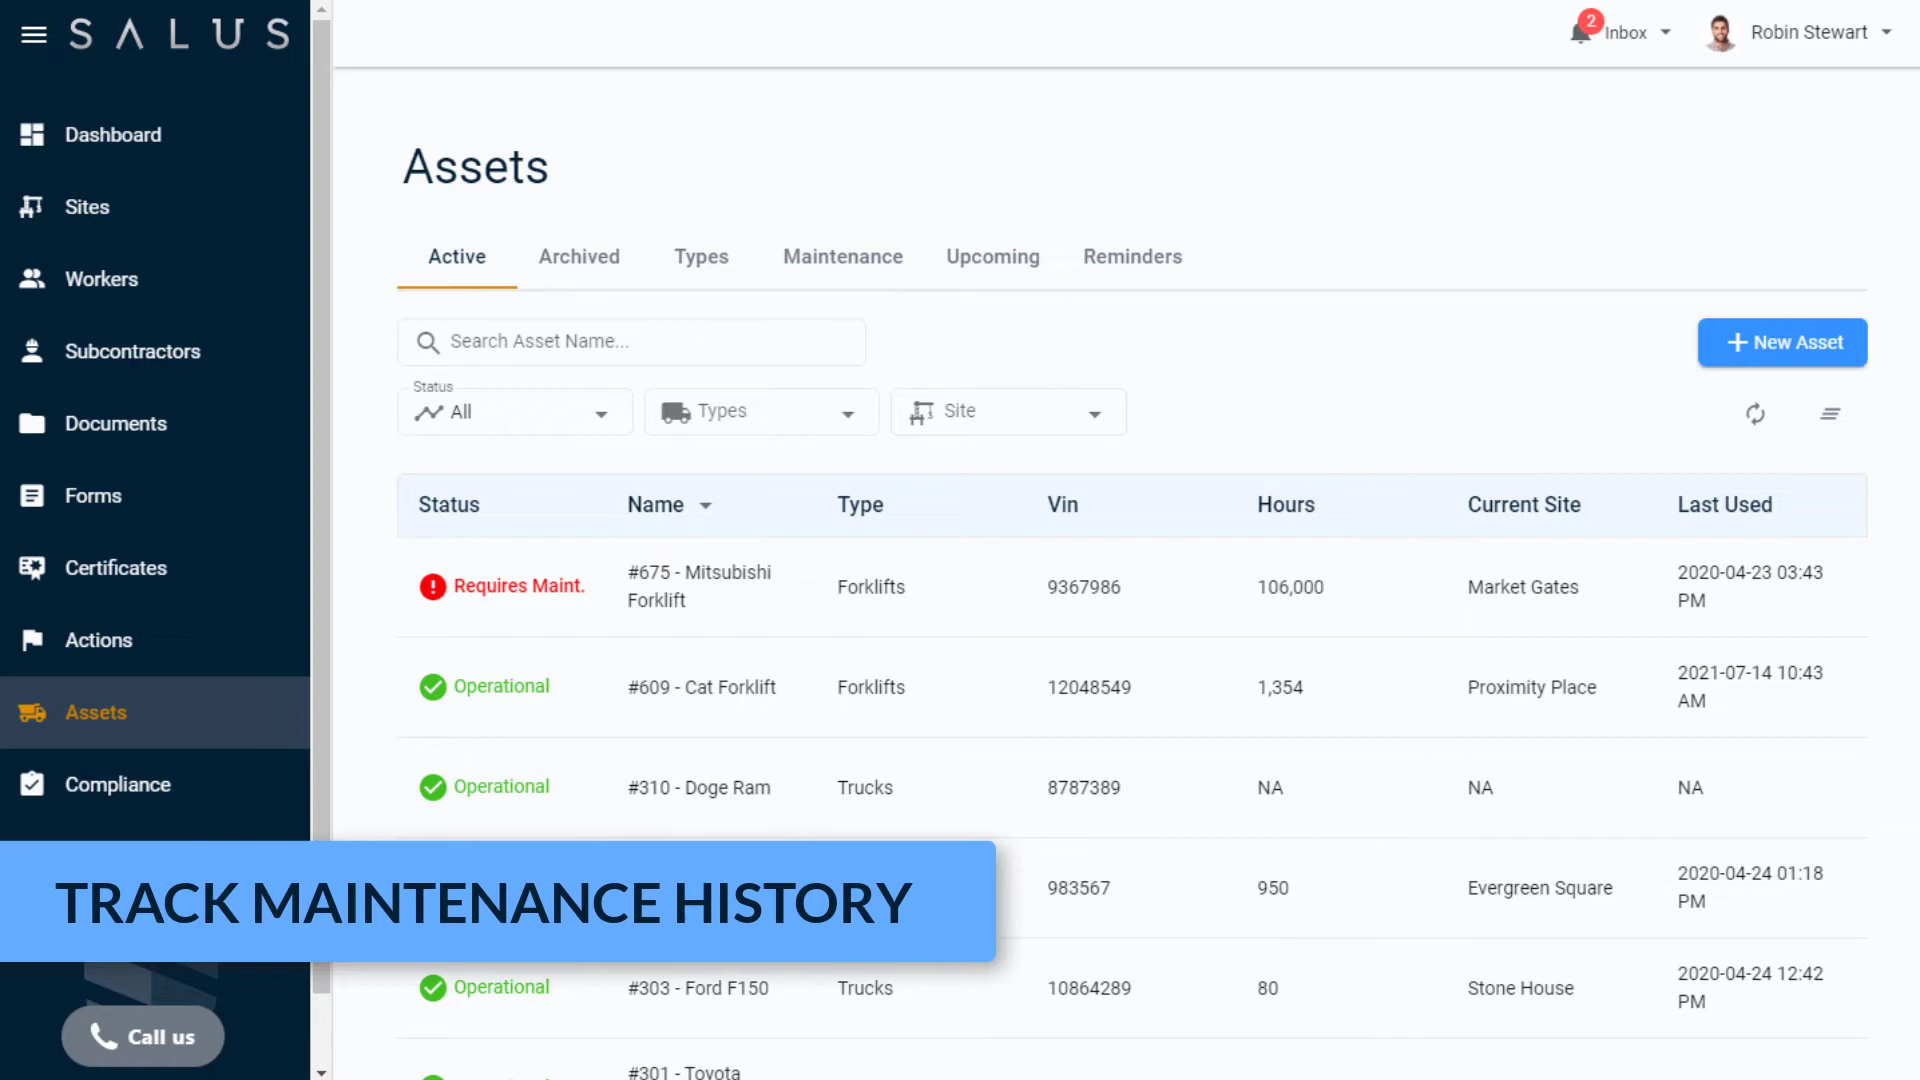 SALUS
2
Inbox
Robin Stewart
Dashboard
Sites
Workers
Subcontractors
Documents
Forms
Certificates
Actions
Assets
Compliance
Call us
Assets
Active Archived Types Maintenance Upcoming Reminders
Search Asset Name...
New Asset
Status
All
Types
Site
Status Name Type Vin Hours Current Site Last Used
Requires Maint. #675 - Mitsubishi Forklift Forklifts 9367986 106,000 Market Gates 2020-04-23 03:43 PM
Operational #609 - Cat Forklift Forklifts 12048549 1,354 Proximity Place 2021-07-14 10:43 AM
Operational #310 - Doge Ram Trucks 8787389 NA NA NA
983567 950 Evergreen Square 2020-04-24 01:18 PM
TRACK MAINTENANCE HISTORY
Operational #303 - Ford F150 Trucks 10864289 80 Stone House 2020-04-24 12:42 PM
#301 - Toyota